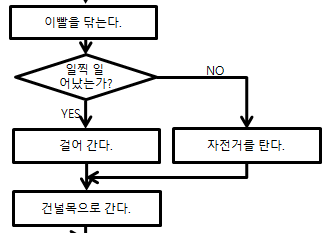 이빨을 닦는다.
일찍 일
어났는가?
NO
YES
걸어 간다.
자전거를 탄다.
건널목으로 간다.